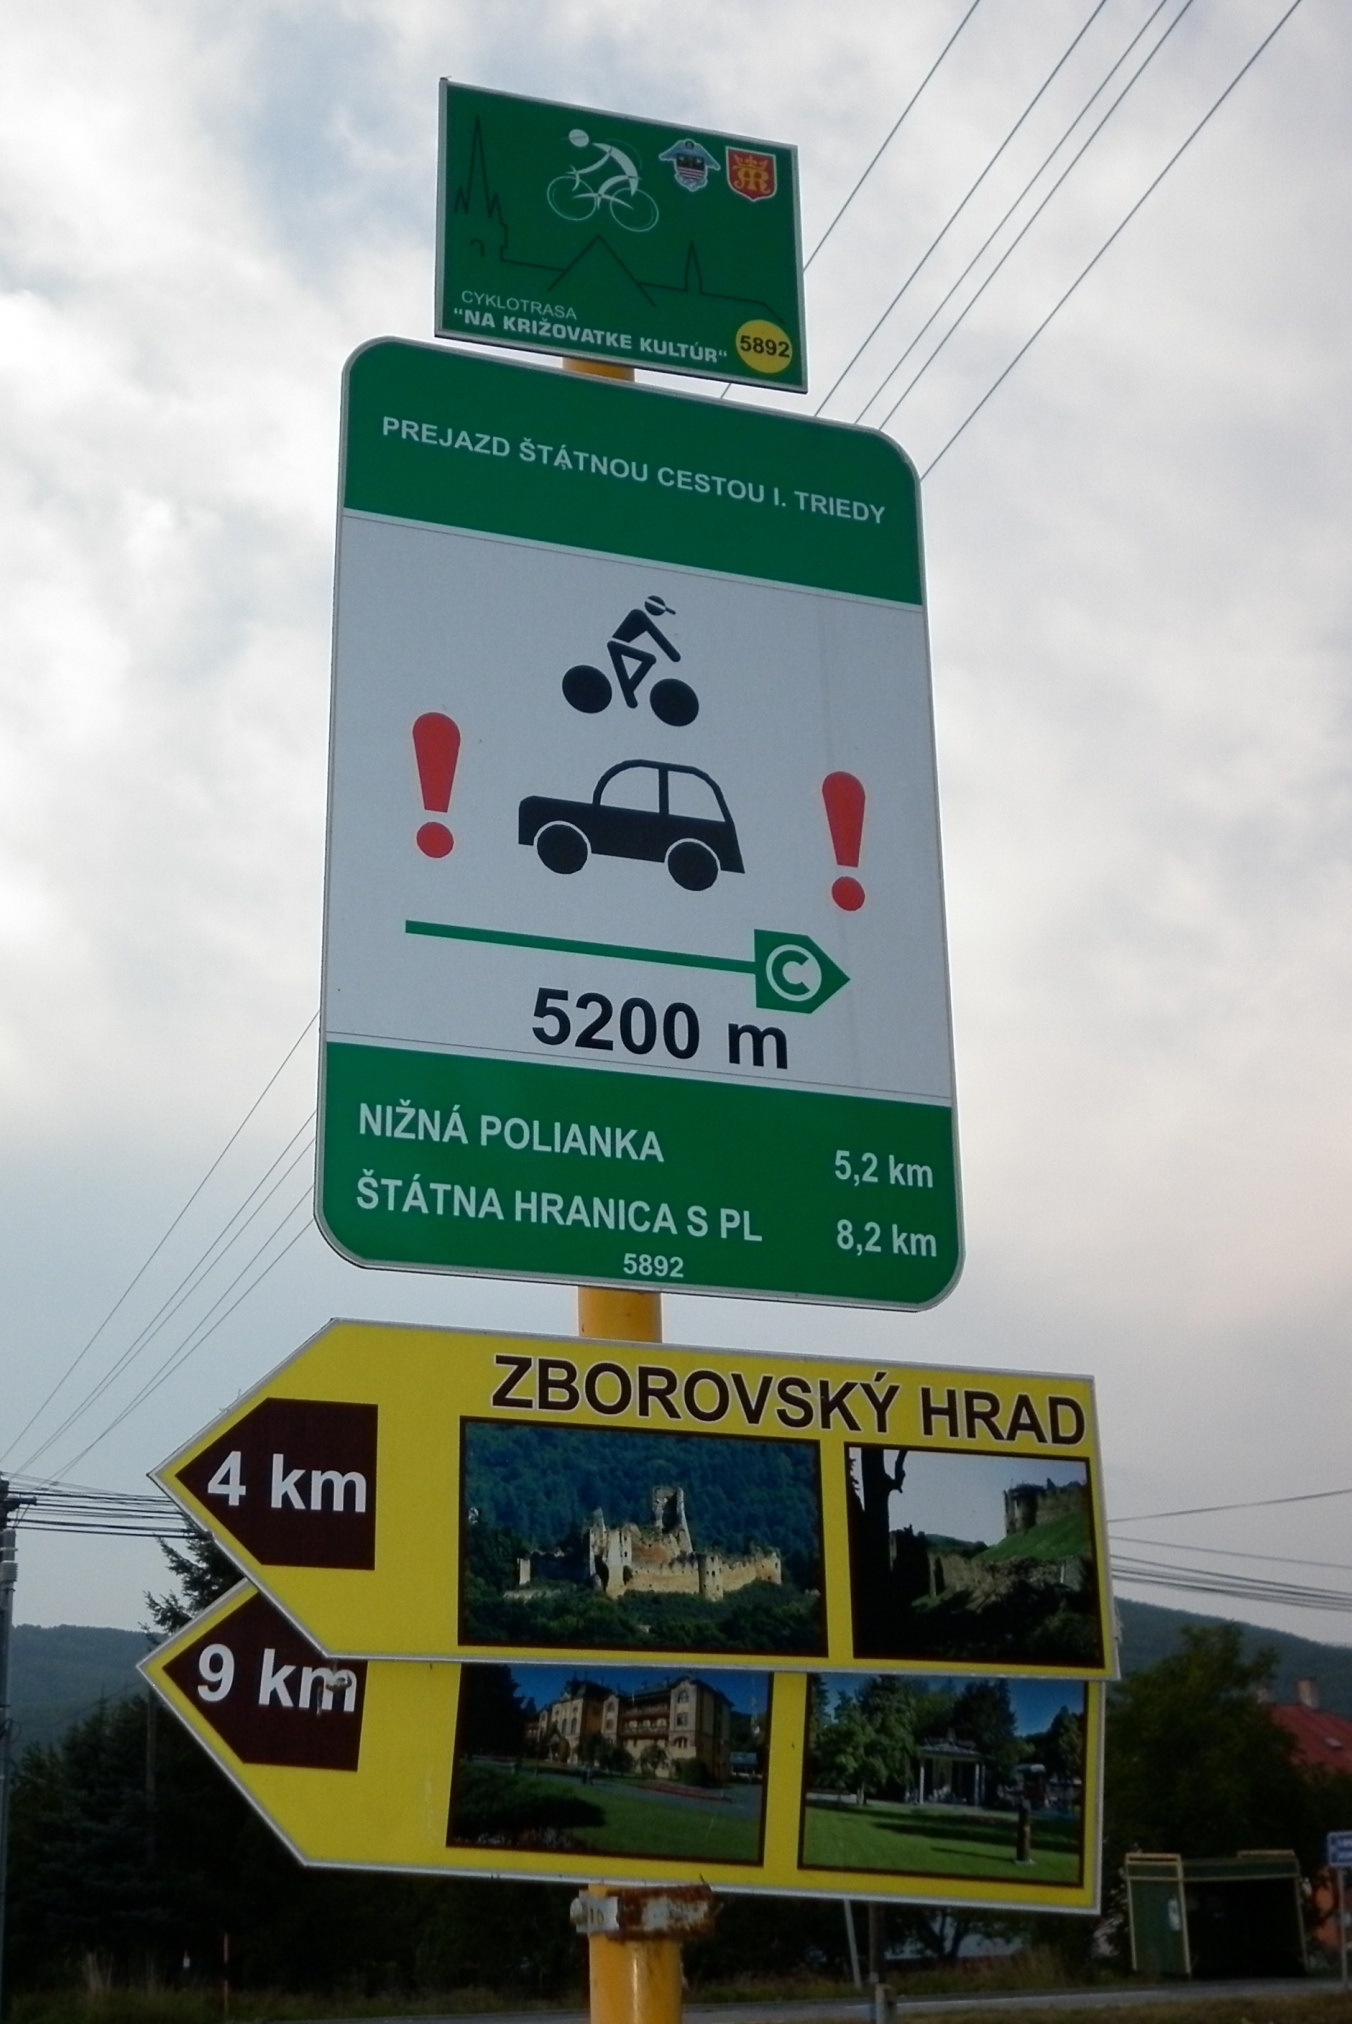 CYKLOTRASA
"NA KRIŽOVATKE KULTÚR"
5892
PREJAZD ŠTÁTNOU CESTOU I. TRIEDY
C
5200 m
NIŽNÁ POLIANKA 5,2 km
ŠTÁTNA HRANICA S PL 8,2 km
5892
ZBOROVSKÝ HRAD
4 km
9 km